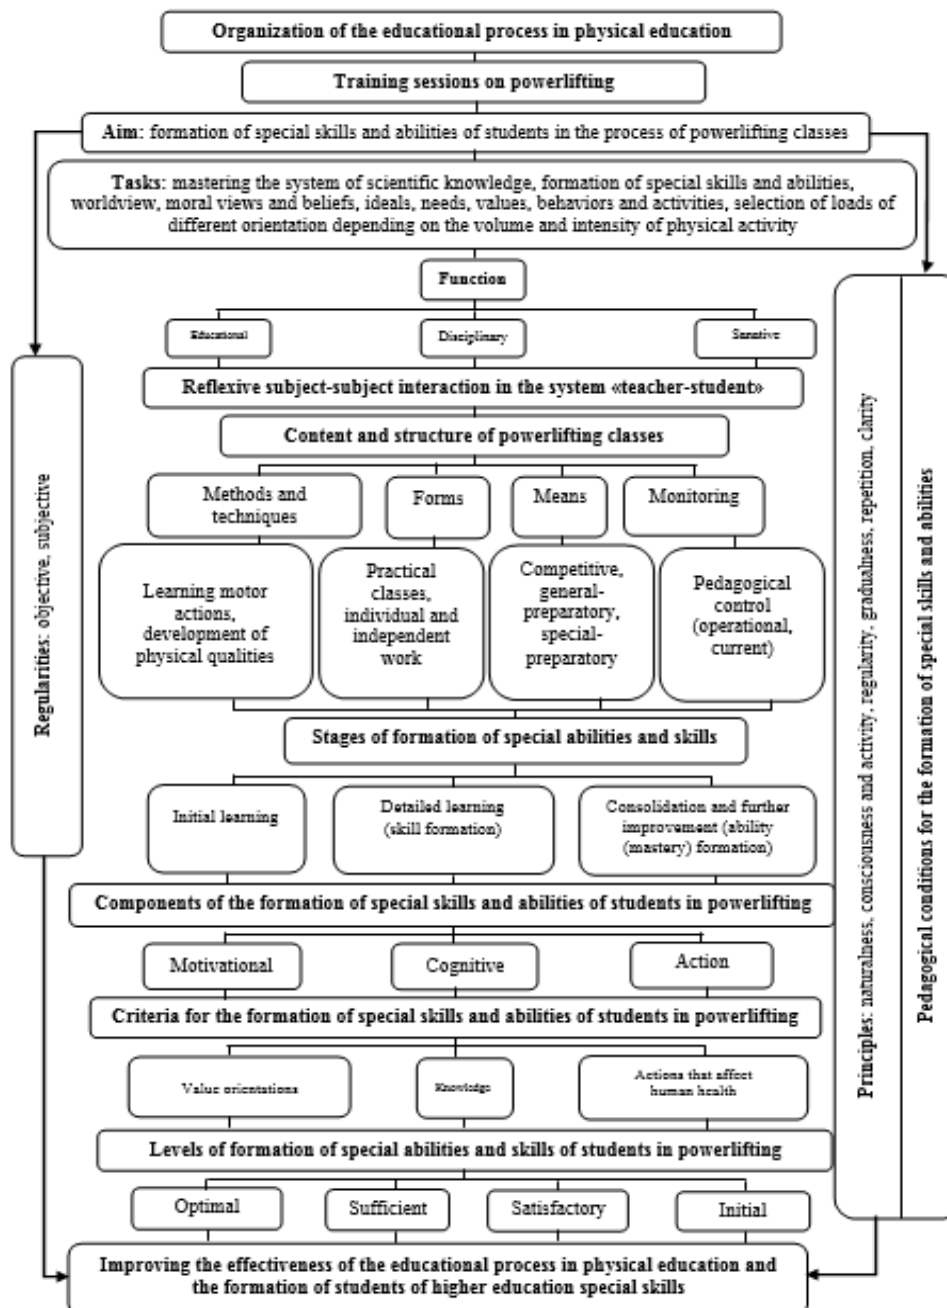 Organization of the educational process in physical education
Training sessions on powerlifting
Aim: formation of special skills and abilities of students in the process of powerlifting classes
Tasks: mastering the system of scientific knowledge, formation of special skills and abilities,
worldview, moral views and beliefs, ideals, needs, values, behaviors and activities, selection of loads of
different orientation depending on the volume and intensity of physical activity
Function
Educational
Disciplinary
Sanative
Reflexive subject-subject interaction in the system «teacher-student»
Content and structure of powerlifting classes
Methods and
techniques
Forms
Means
Monitoring
Learning motor
actions,
development of
physical qualities
Practical
classes,
individual and
independent
work
Competitive,
general-
preparatory,
special-
preparatory
Pedagogical
control
(operational,
current)
Stages of formation of special abilities and skills
Initial learning
Detailed learning
(skill formation)
Consolidation and further
improvement (ability
(mastery) formation)
Components of the formation of special skills and abilities of students in powerlifting
Motivational
Cognitive
Action
Criteria for the formation of special skills and abilities of students in powerlifting
Value orientations
Knowledge
Actions that affect
human health
Levels of formation of special abilities and skills of students in powerlifting
Optimal
Sufficient
Satisfactory
Initial
Improving the effectiveness of the educational process in physical education and
the formation of students of higher education special skills
Regularities: objective, subjective
Principles: naturalness, consciousness and activity, regularity, gradualness, repetition, clarity
Pedagogical conditions for the formation of special skills and abilities